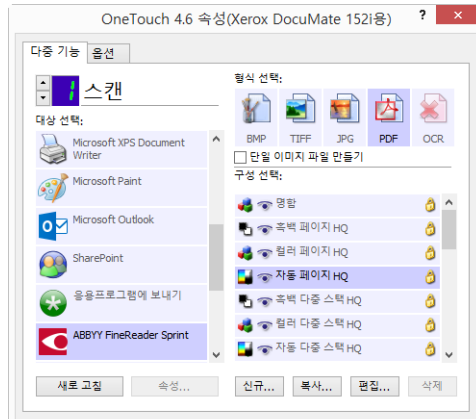 OneTouch 4.6 속성(Xerox DocuMate 152i용)
? ×
다중 기능 옵션
1 스캔
대상 선택:
Microsoft XPS Document
Writer
Microsoft Paint
Microsoft Outlook
SharePoint
응용프로그램에 보내기
ABBYY FineReader Sprint
새로 고침 속성...
형식 선택:
BMP TIFF JPG PDF OCR
단일 이미지 파일 만들기
구성 선택:
명함
흑백 페이지 HQ
컬러 페이지 HQ
자동 페이지 HQ
흑백 다중 스택 HQ
컬러 다중 스택 HQ
자동 다중 스택 HQ
신규... 복사... 편집... 삭제